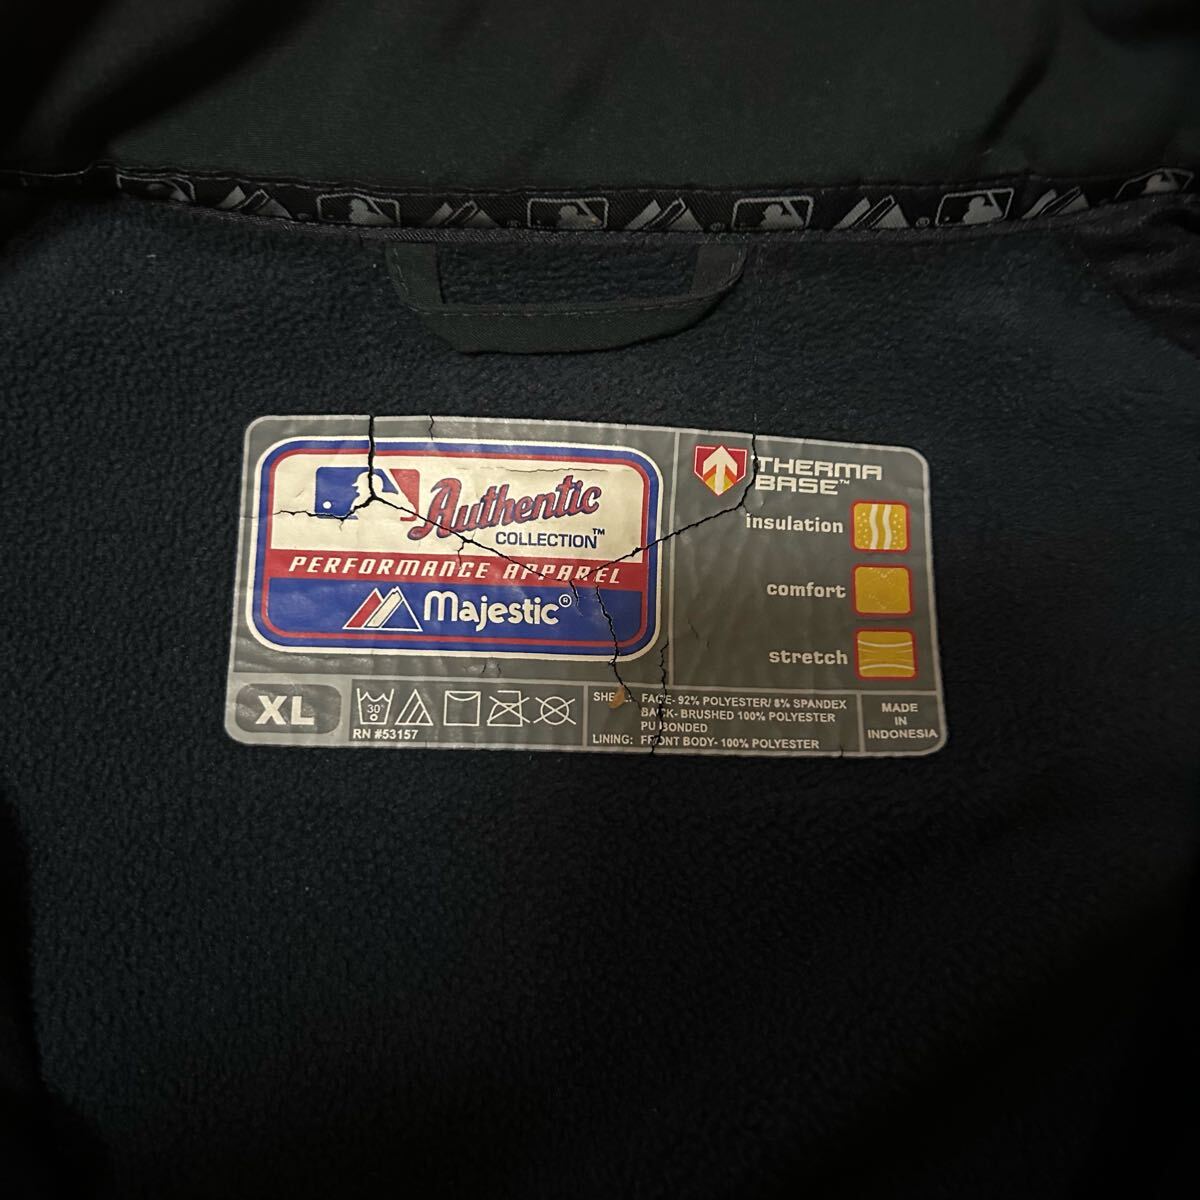 Authentic
COLLECTION™
PERFORMANCE APPAREL
Majestic®
THERMA
BASE™
insulation
comfort
stretch
XL
30°
RN #53157
SHELL: FACE- 92% POLYESTER/ 8% SPANDEX
BACK- BRUSHED 100% POLYESTER
PU BONDED
LINING: FRONT BODY- 100% POLYESTER
MADE
IN
INDONESIA